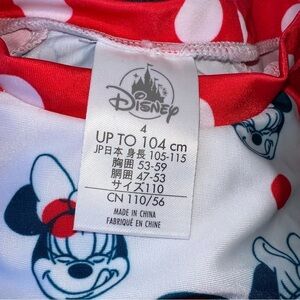 Disney
4
UP TO 104 cm
JP日本 身長 105-115
胸囲 53-59
胴囲 47-53
サイズ110
CN 110/56
MADE IN CHINA
FABRIQUÉ EN CHINE